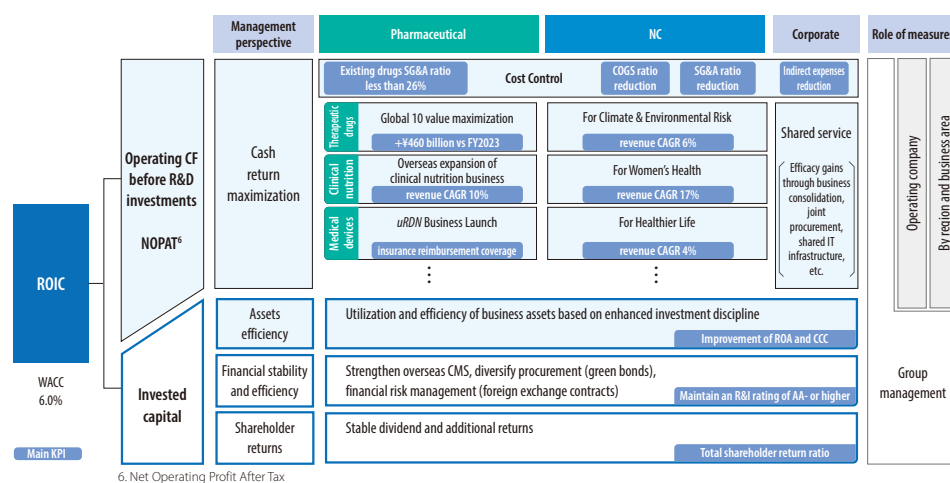 Management
perspective
Pharmaceutical
NC
Corporate
Role of measure
Existing drugs SG&A ratio
less than 26%
Cost Control
COGS ratio
reduction
SG&A ratio
reduction
Indirect expenses
reduction
Operating CF
before R&D
investments
NOPAT6
Cash
return
maximization
Therapeutic
drugs
Global 10 value maximization
+¥460 billion vs FY2023
For Climate & Environmental Risk
revenue CAGR 6%
Clinical
nutrition
Overseas expansion of
clinical nutrition business
revenue CAGR 10%
For Women's Health
revenue CAGR 17%
Medical
devices
uRDN Business Launch
insurance reimbursement coverage
For Healthier Life
revenue CAGR 4%
Shared service
Efficacy gains
through business
consolidation,
joint
procurement,
shared IT
infrastructure,
etc.
Operating company
By region and business area
ROIC
WACC
6.0%
Invested
capital
Assets
efficiency
Utilization and efficiency of business assets based on enhanced investment discipline
Improvement of ROA and CCC
Financial stability
and efficiency
Strengthen overseas CMS, diversify procurement (green bonds),
financial risk management (foreign exchange contracts)
Maintain an R&I rating of AA- or higher
Shareholder
returns
Stable dividend and additional returns
Total shareholder return ratio
Group
management
Main KPI
6. Net Operating Profit After Tax